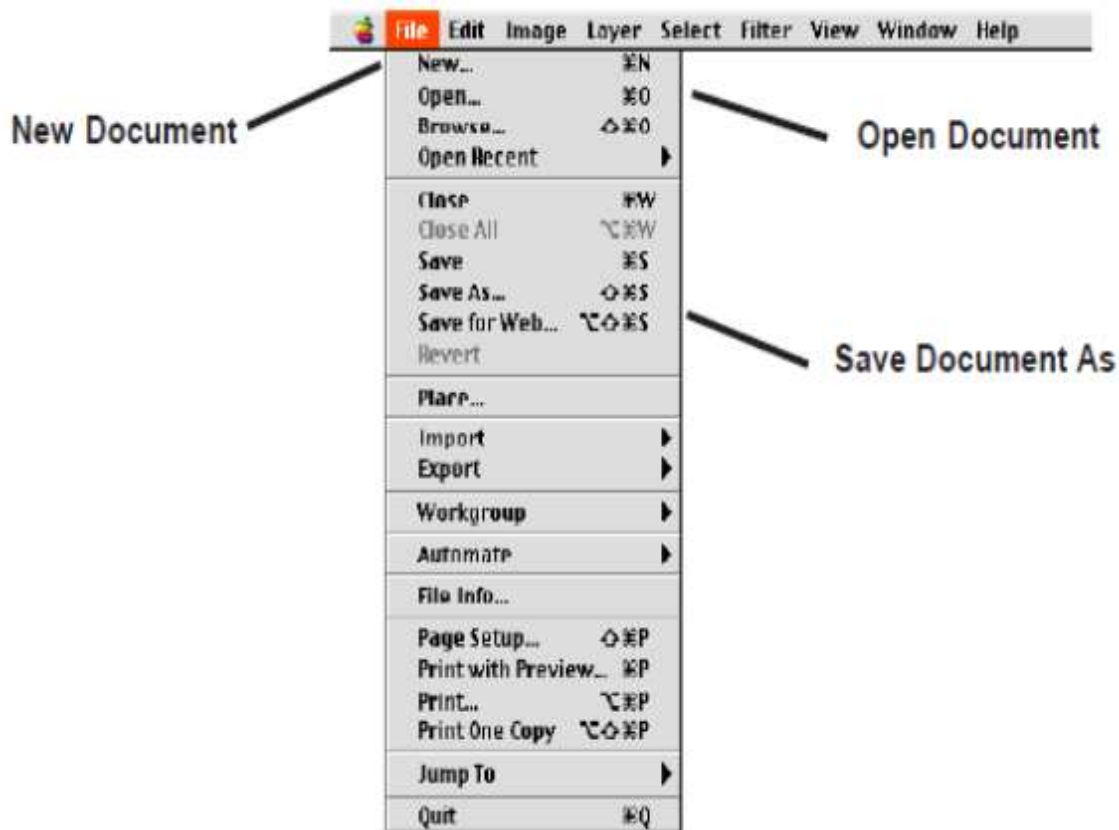 File Edit Image Layer Select Filter View Window Help
New... ⌘N
New Document
Open... ⌘O
Open Document
Browse... ⇧⌘O
Open Recent
Close ⌘W
Close All ⌥⌘W
Save ⌘S
Save As... ⇧⌘S
Save for Web... ⌥⇧⌘S
Save Document As
Revert
Place...
Import
Export
Workgroup
Automate
File Info...
Page Setup... ⇧⌘P
Print with Preview... ⌘P
Print... ⌥⌘P
Print One Copy ⌥⇧⌘P
Jump To
Quit ⌘Q